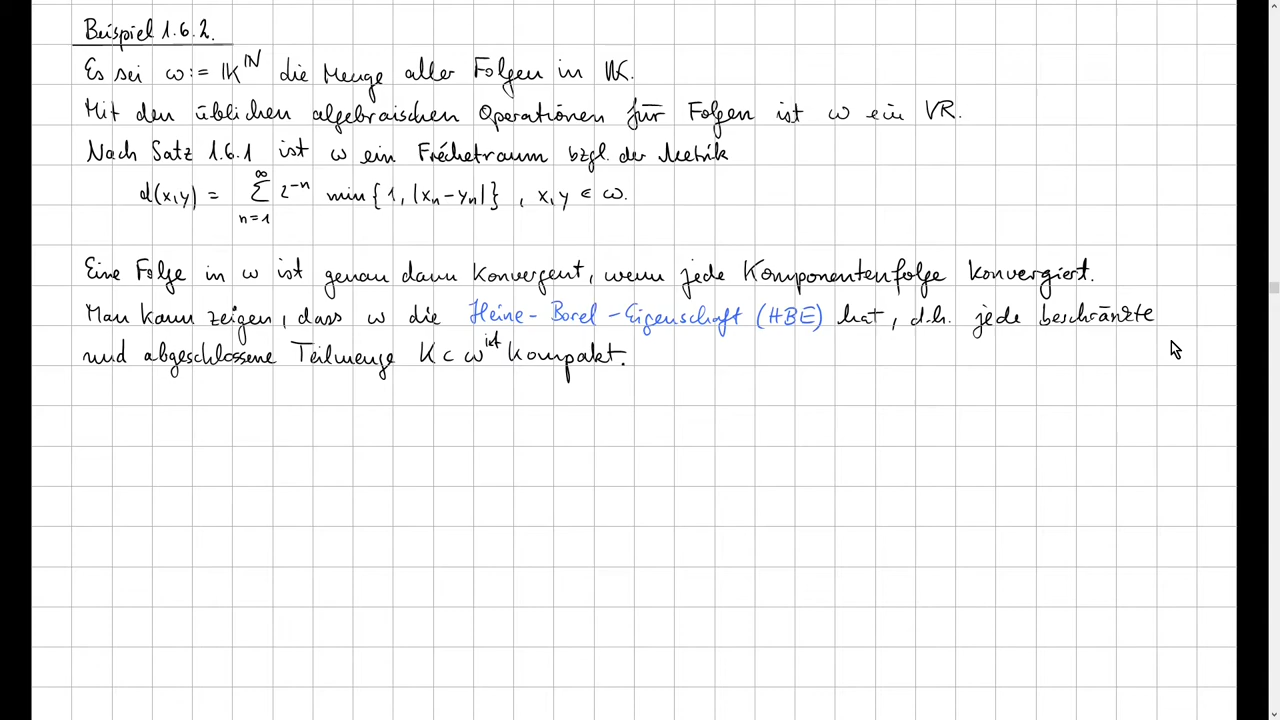 Beispiel 1.6.2.
Es sei ω := 𝕂^ℕ die Menge aller Folgen in 𝕂.
Mit den üblichen algebraischen Operationen für Folgen ist ω ein VR.
Nach Satz 1.6.1 ist ω ein Fréchetraum bzgl. der Metrik
d(x,y) = ∑_{n=1}^{∞} 2^{-n} min{1, |x_n - y_n|}, x,y ∈ ω.
Eine Folge in ω ist genau dann konvergent, wenn jede Komponentenfolge konvergiert.
Man kann zeigen, dass ω die Heine-Borel-Eigenschaft (HBE) hat, d.h. jede beschränkte
und abgeschlossene Teilmenge K ⊂ ω ist kompakt.